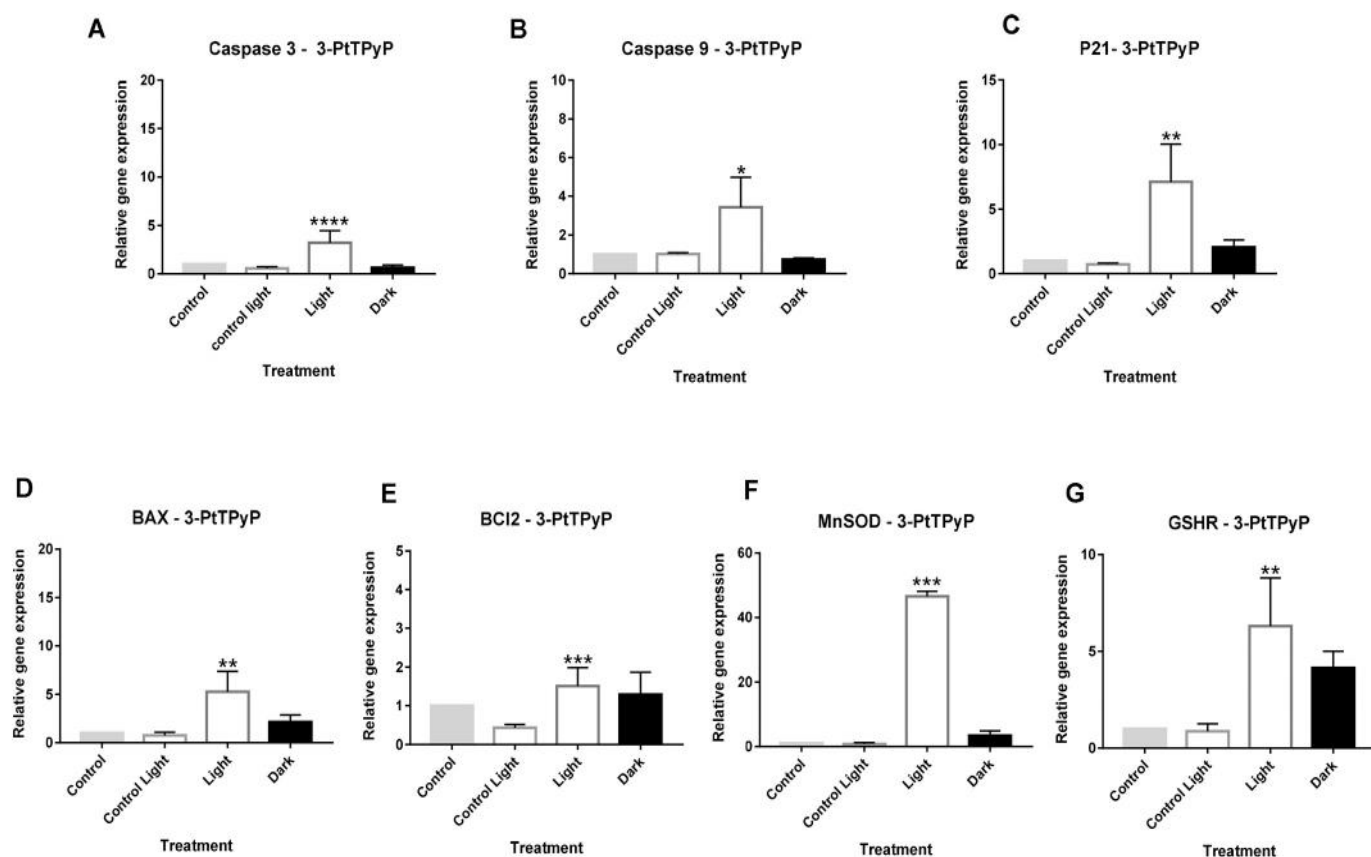 A
Caspase 3 - 3-PtTPyP
Relative gene expression
20
15
10
5
0
****
Control
control light
Light
Dark
Treatment
B
Caspase 9 - 3-PtTPyP
Relative gene expression
10
8
6
4
2
0
*
Control
Control Light
Light
Dark
Treatment
C
P21- 3-PtTPyP
Relative gene expression
15
10
5
0
**
Control
Control Light
Light
Dark
Treatment
D
BAX - 3-PtTPyP
Relative gene expression
20
15
10
5
0
**
Control
Control Light
Light
Dark
Treatment
E
BCl2 - 3-PtTPyP
Relative gene expression
5
4
3
2
1
0
***
Control
Control Light
Light
Dark
Treatment
F
MnSOD - 3-PtTPyP
Relative gene expression
60
40
20
0
***
Control
Control Light
Light
Dark
Treatment
G
GSHR - 3-PtTPyP
Relative gene expression
10
5
0
**
Control
Control Light
Light
Dark
Treatment